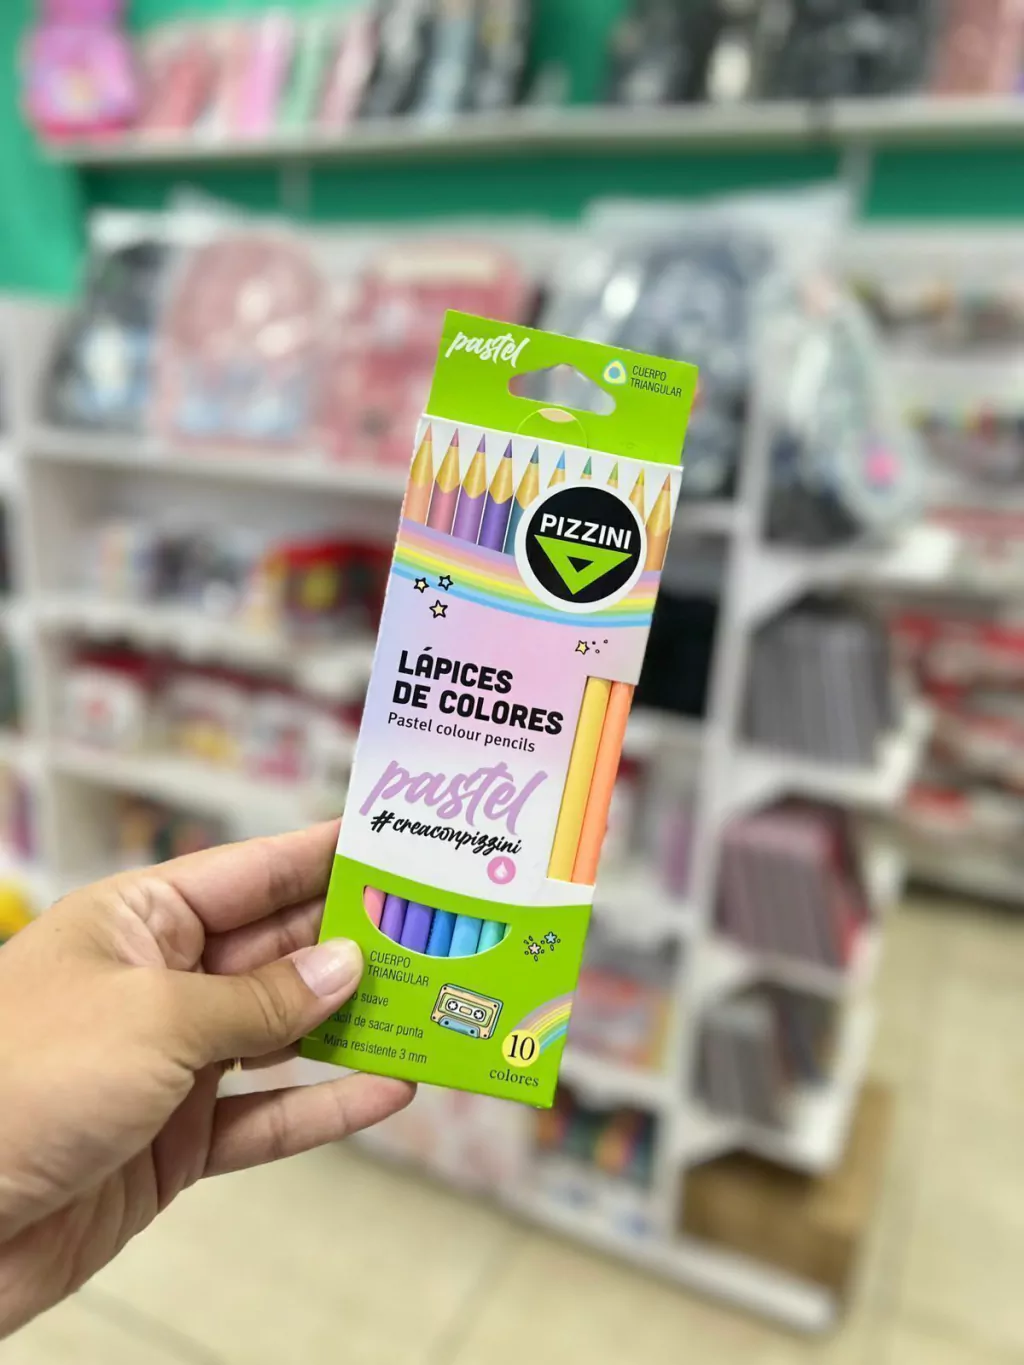 pastel
CUERPO
TRIANGULAR
PIZZINI
LÁPICES
DE COLORES
Pastel colour pencils
pastel
#creaconpizzini
CUERPO
TRIANGULAR
suave
de sacar punta
Mina resistente 3 mm
10
colores